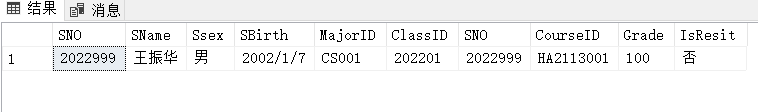 结果 消息
SNO SName Ssex SBirth MajorID ClassID SNO CourseID Grade IsResit
1 2022999 王振华 男 2002/1/7 CS001 202201 2022999 HA2113001 100 否